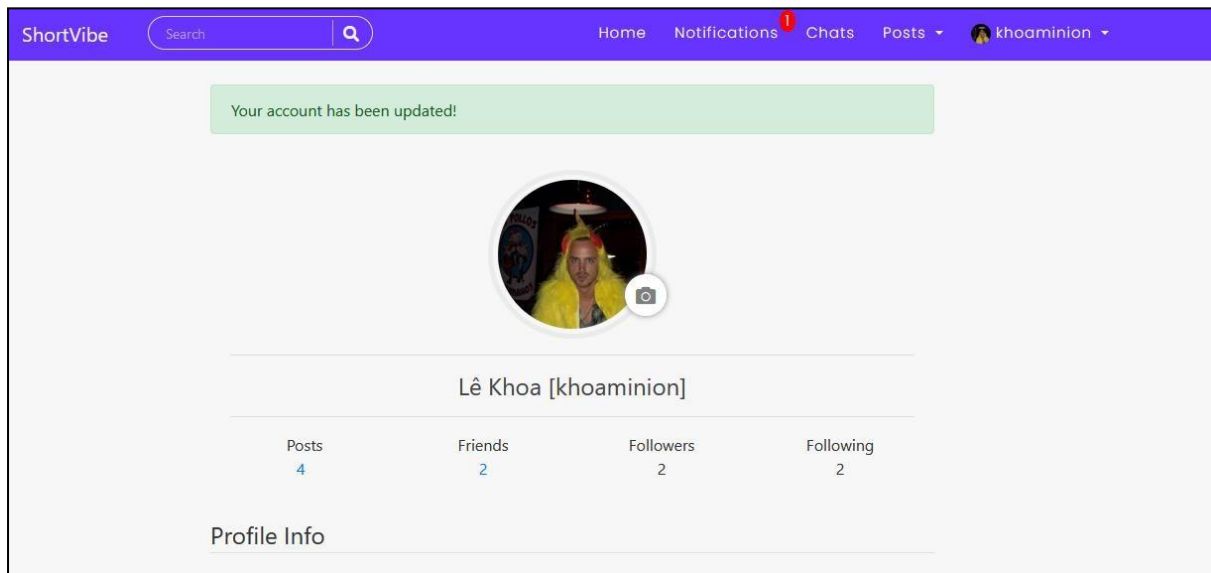 ShortVibe Search Home Notifications 1 Chats Posts khoaminion
Your account has been updated!
Lê Khoa [khoaminion]
Posts Friends Followers Following
4 2 2 2
Profile Info